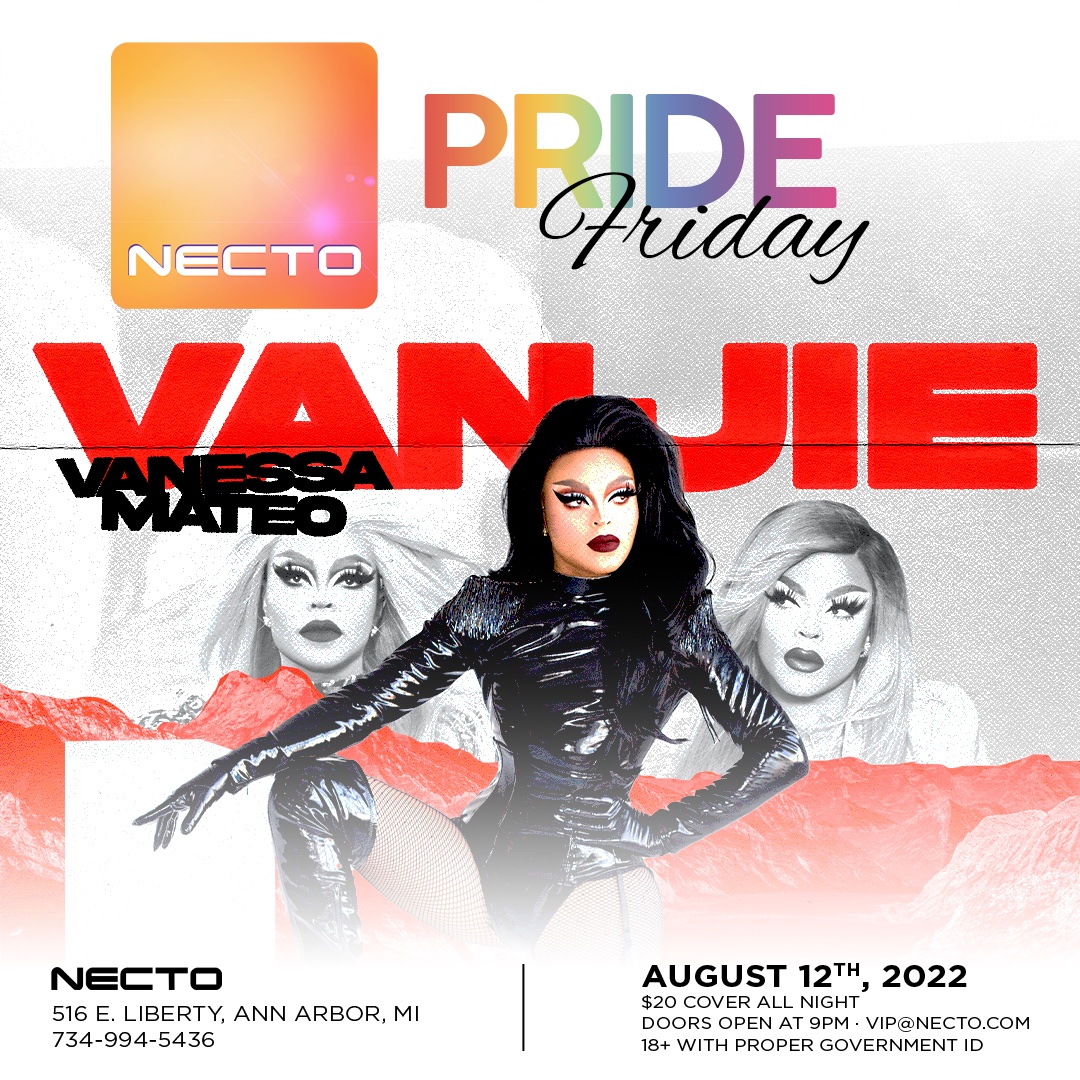 NECTO
PRIDE
Friday
VANJIE
VANESSA
MATEO
NECTO
516 E. LIBERTY, ANN ARBOR, MI
734-994-5436
AUGUST 12TH, 2022
$20 COVER ALL NIGHT
DOORS OPEN AT 9PM · VIP@NECTO.COM
18+ WITH PROPER GOVERNMENT ID